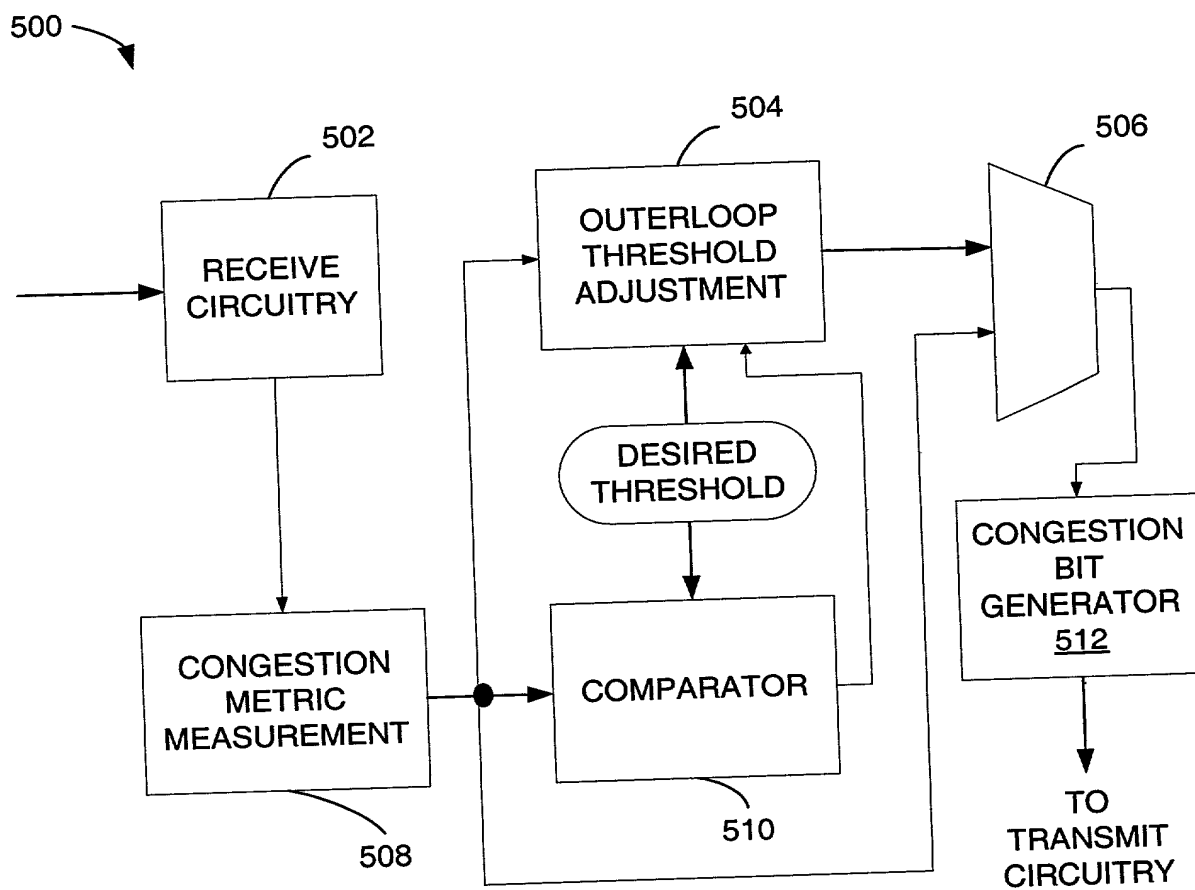 500
502
504
506
RECEIVE
CIRCUITRY
OUTERLOOP
THRESHOLD
ADJUSTMENT
DESIRED
THRESHOLD
CONGESTION
BIT
GENERATOR
512
CONGESTION
METRIC
MEASUREMENT
COMPARATOR
508
510
TO
TRANSMIT
CIRCUITRY